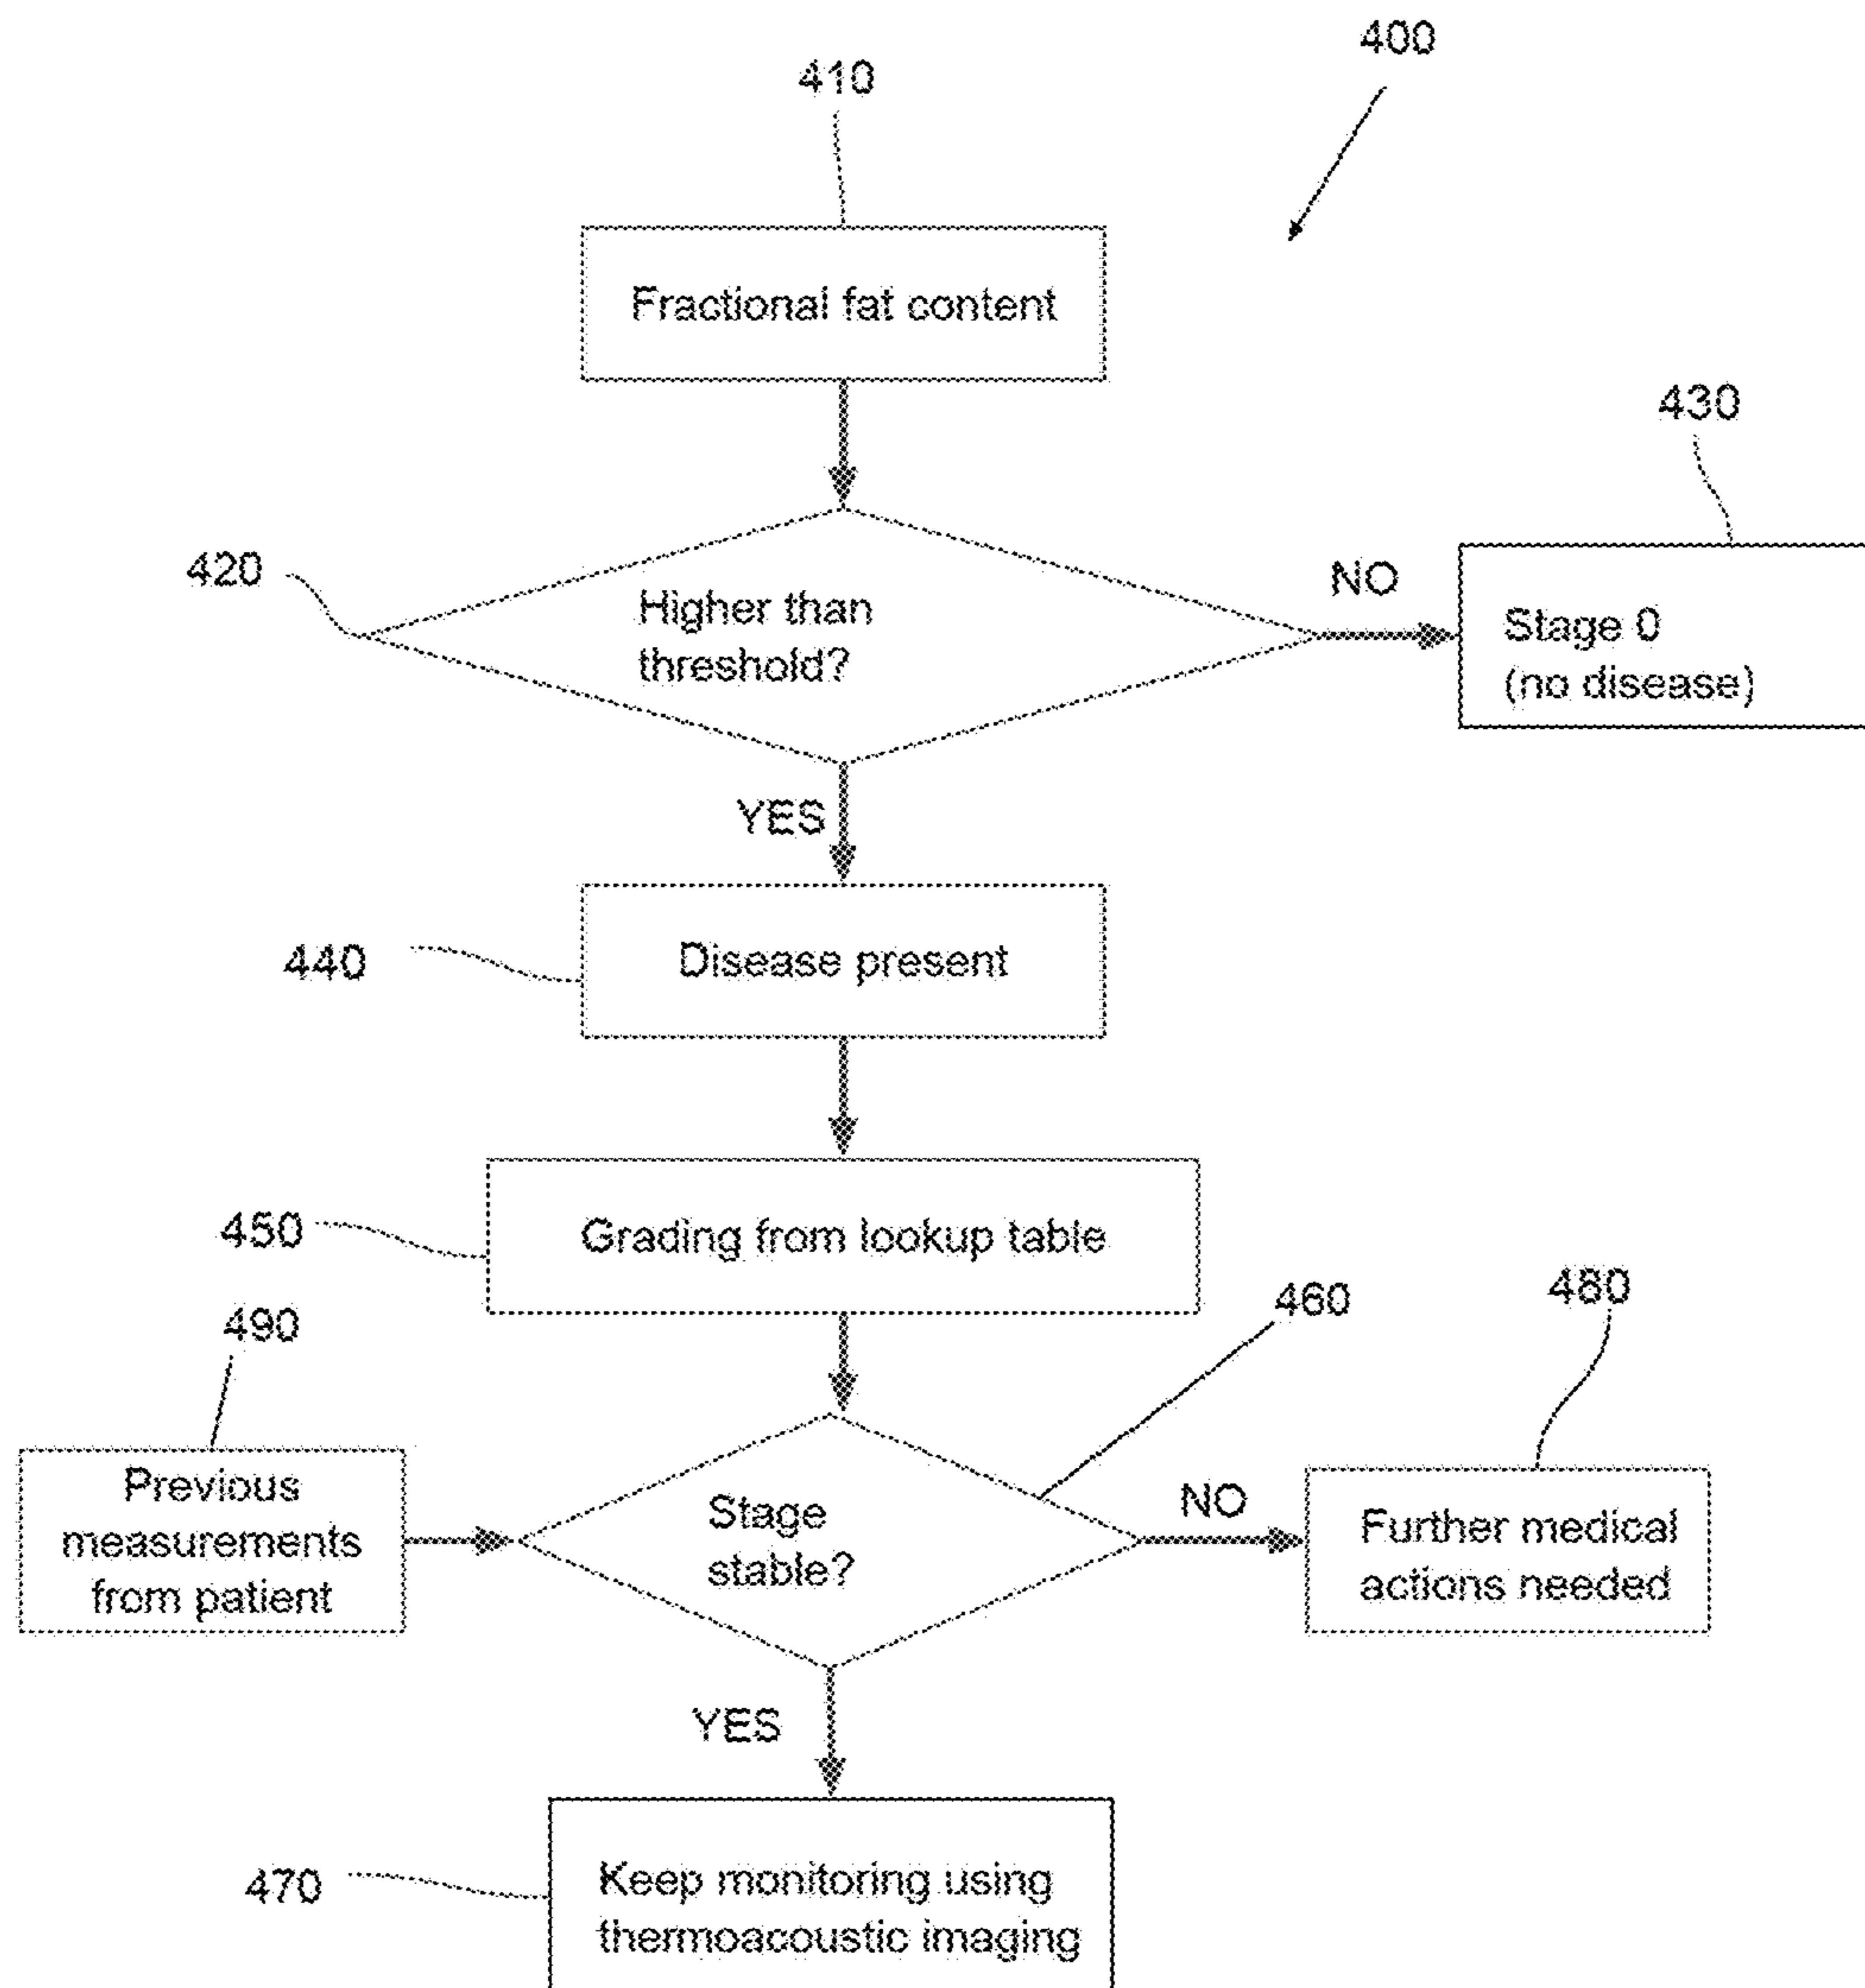 400
410
Fractional fat content
430
420
Higher than
threshold?
NO
Stage 0
(no disease)
YES
440
Disease present
450
Grading from lookup table
460
480
490
Previous
measurements
from patient
Stage
stable?
NO
Further medical
actions needed
YES
470
Keep monitoring using
thermoacoustic imaging